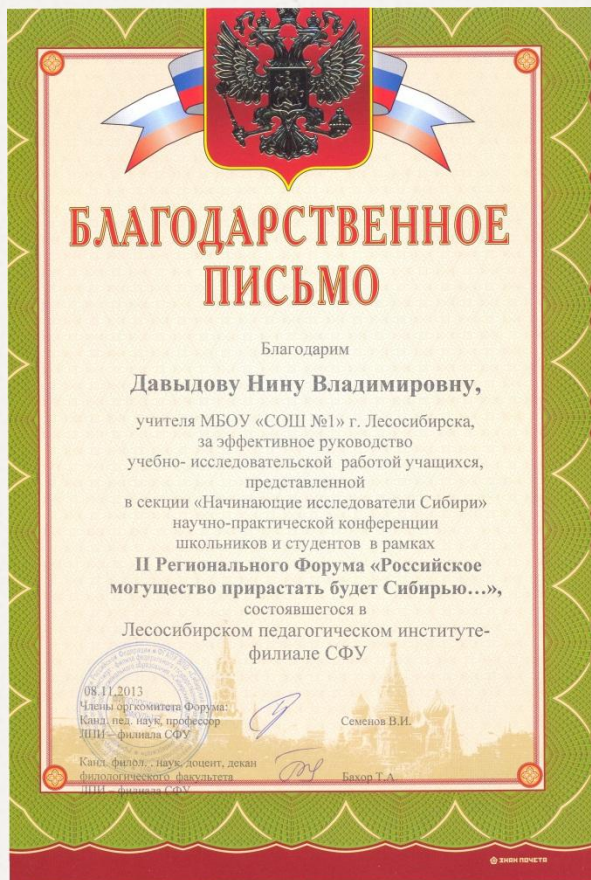 БЛАГОДАРСТВЕННОЕ
ПИСЬМО
Благодарим
Давыдову Нину Владимировну,
учителя МБОУ «СОШ №1» г. Лесосибирска,
за эффективное руководство
учебно- исследовательской работой учащихся,
представленной
в секции «Начинающие исследователи Сибири»
научно-практической конференции
школьников и студентов в рамках
II Регионального Форума «Российское
могущество прирастать будет Сибирью…»,
состоявшегося в
Лесосибирском педагогическом институте-
филиале СФУ
08.11.2013
Члены оргкомитета Форума:
Канд. пед. наук, профессор
ЛПИ – филиала СФУ
Семенов В.И.
Канд. филол. . наук, доцент, декан
филологического факультета
ЛПИ – филиала СФУ
Бахор Т.А.
ЗНАК ПОЧЕТА